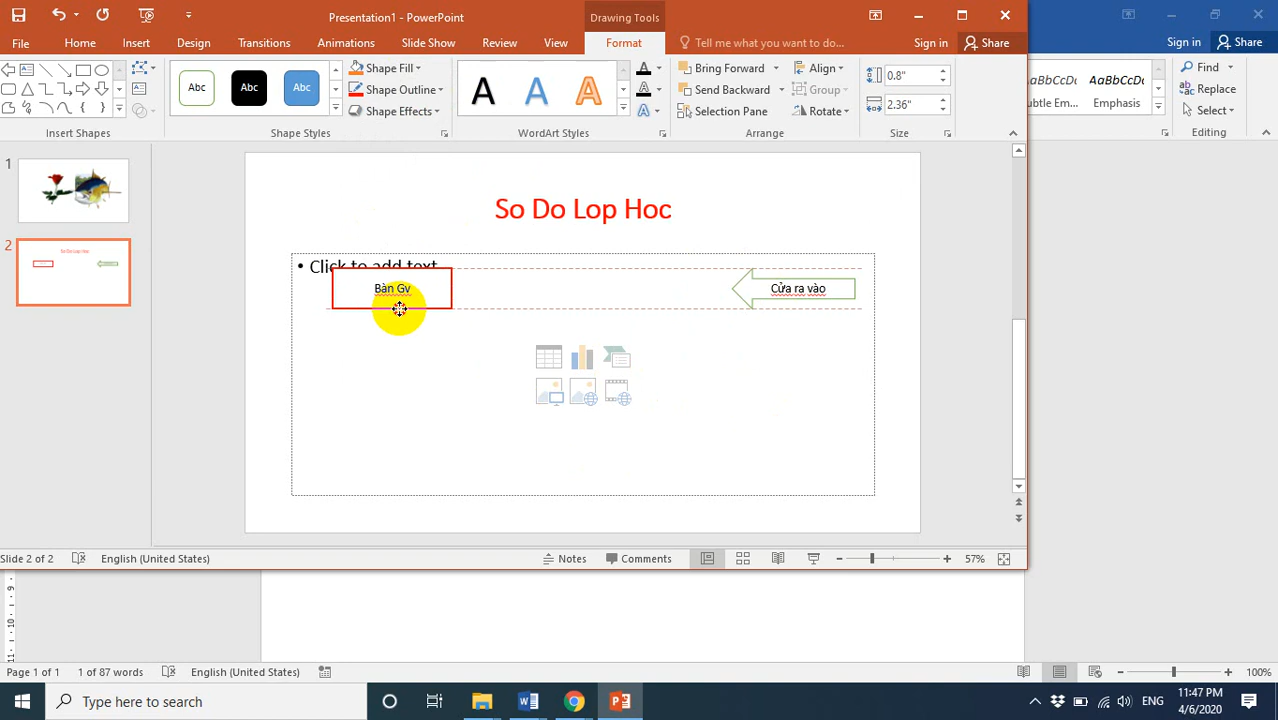 Presentation1 - PowerPoint
Drawing Tools
File
Home
Insert
Design
Transitions
Animations
Slide Show
Review
View
Format
Tell me what you want to do...
Sign in
Share
Sign in
Share
Abc
Abc
Abc
Shape Fill
Shape Outline
Shape Effects
A
A
A
Bring Forward
Send Backward
Selection Pane
Align
Group
Rotate
0.8"
2.36"
AaBbCcDt
AaBbCcDt
Emphasis
Find
Replace
Select
Insert Shapes
Shape Styles
WordArt Styles
Arrange
Size
Editing
1
2
So Do Lop Hoc
• Click to add text
Bàn Gv
Cửa ra vào
Slide 2 of 2
English (United States)
Notes
Comments
57%
Page 1 of 1
1 of 87 words
English (United States)
100%
Type here to search
ENG
11:47 PM
4/6/2020